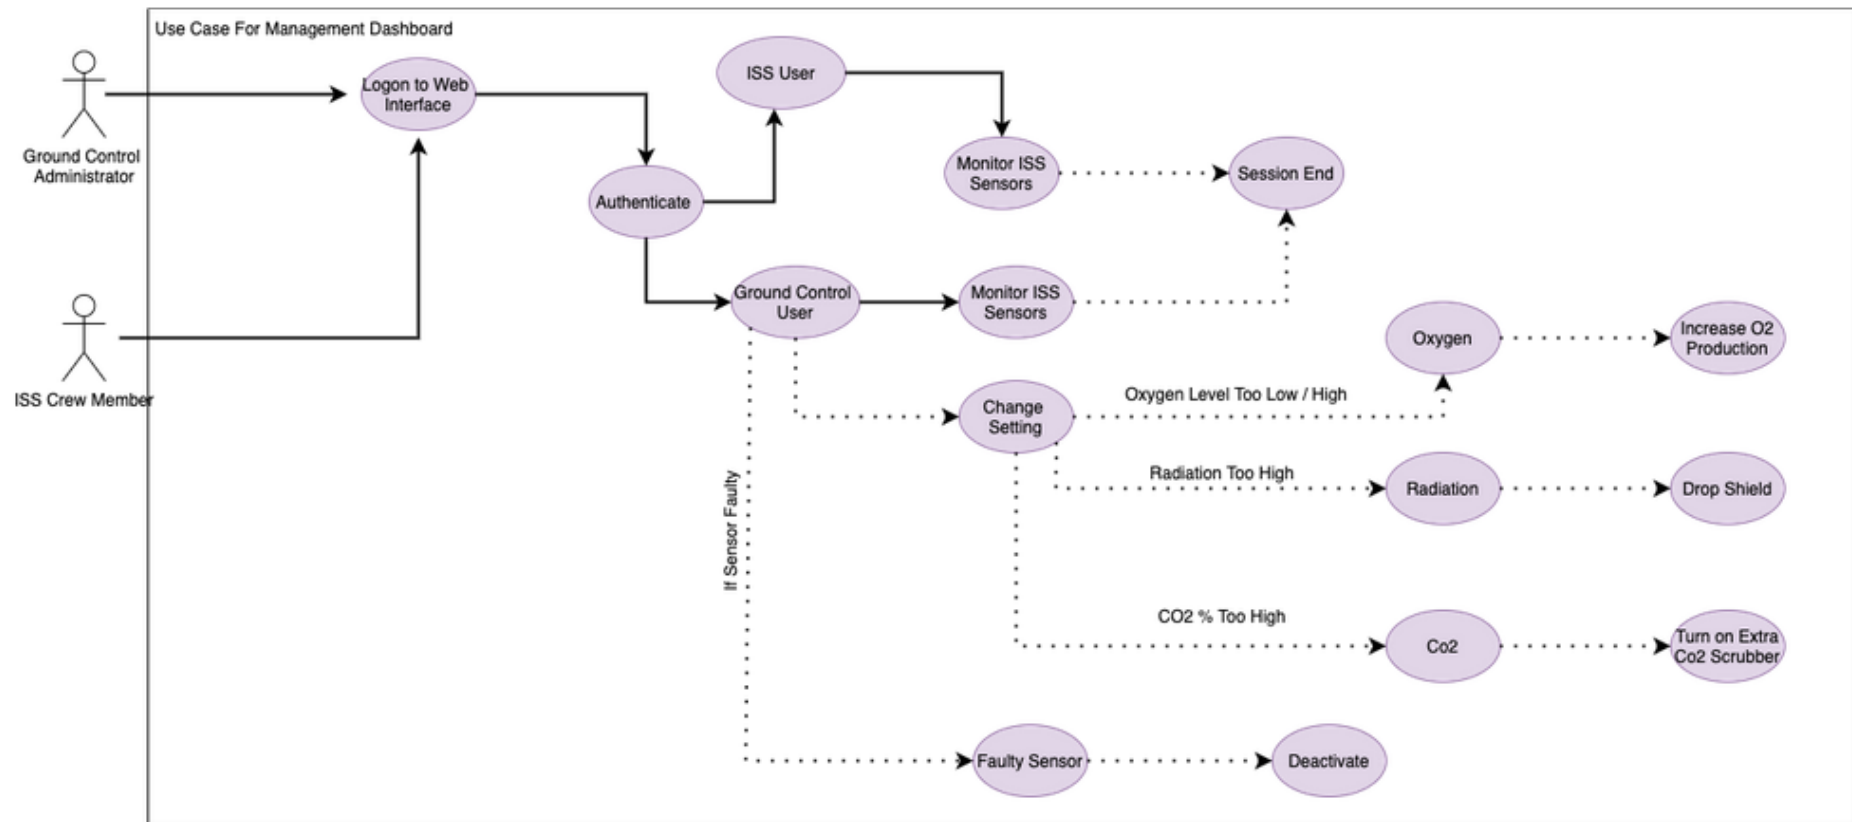 Use Case For Management Dashboard
Ground Control
Administrator
Logon to Web
Interface
ISS User
Authenticate
Monitor ISS
Sensors
Session End
ISS Crew Member
Ground Control
User
Monitor ISS
Sensors
Change
Setting
Oxygen Level Too Low / High
Oxygen
Increase O2
Production
Radiation Too High
Radiation
Drop Shield
If Sensor Faulty
CO2 % Too High
Co2
Turn on Extra
Co2 Scrubber
Faulty Sensor
Deactivate